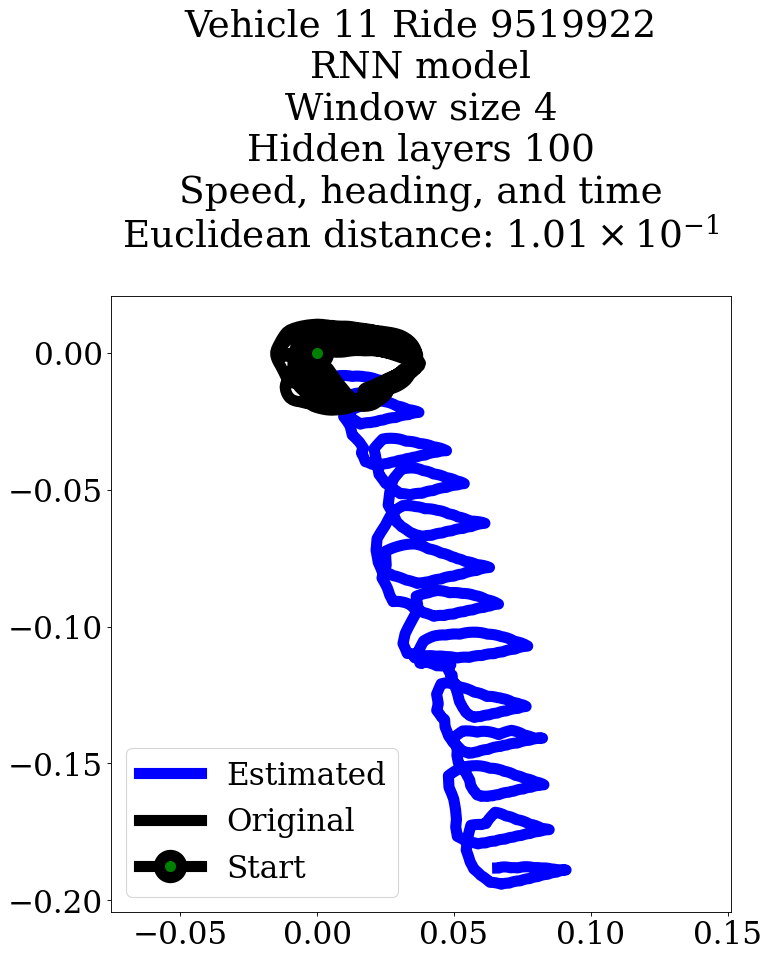 Vehicle 11 Ride 9519922
RNN model
Window size 4
Hidden layers 100
Speed, heading, and time
Euclidean distance: 1.01 × 10⁻¹
0.00
−0.05
−0.10
−0.15
−0.20
Estimated
Original
Start
−0.05 0.00 0.05 0.10 0.15